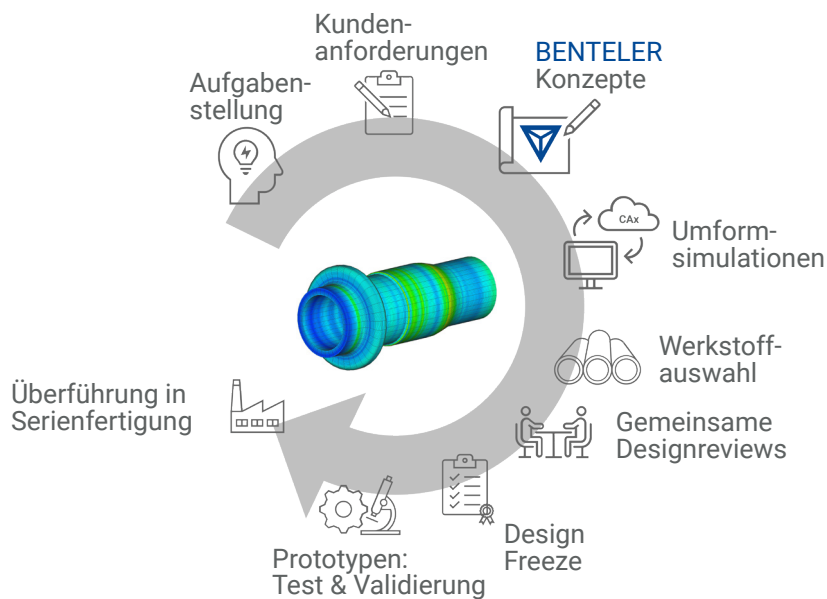 Aufgaben-
stellung
Kunden-
anforderungen
BENTELER
Konzepte
CAx
Umform-
simulationen
Werkstoff-
auswahl
Gemeinsame
Designreviews
Design
Freeze
Prototypen:
Test & Validierung
Überführung in
Serienfertigung